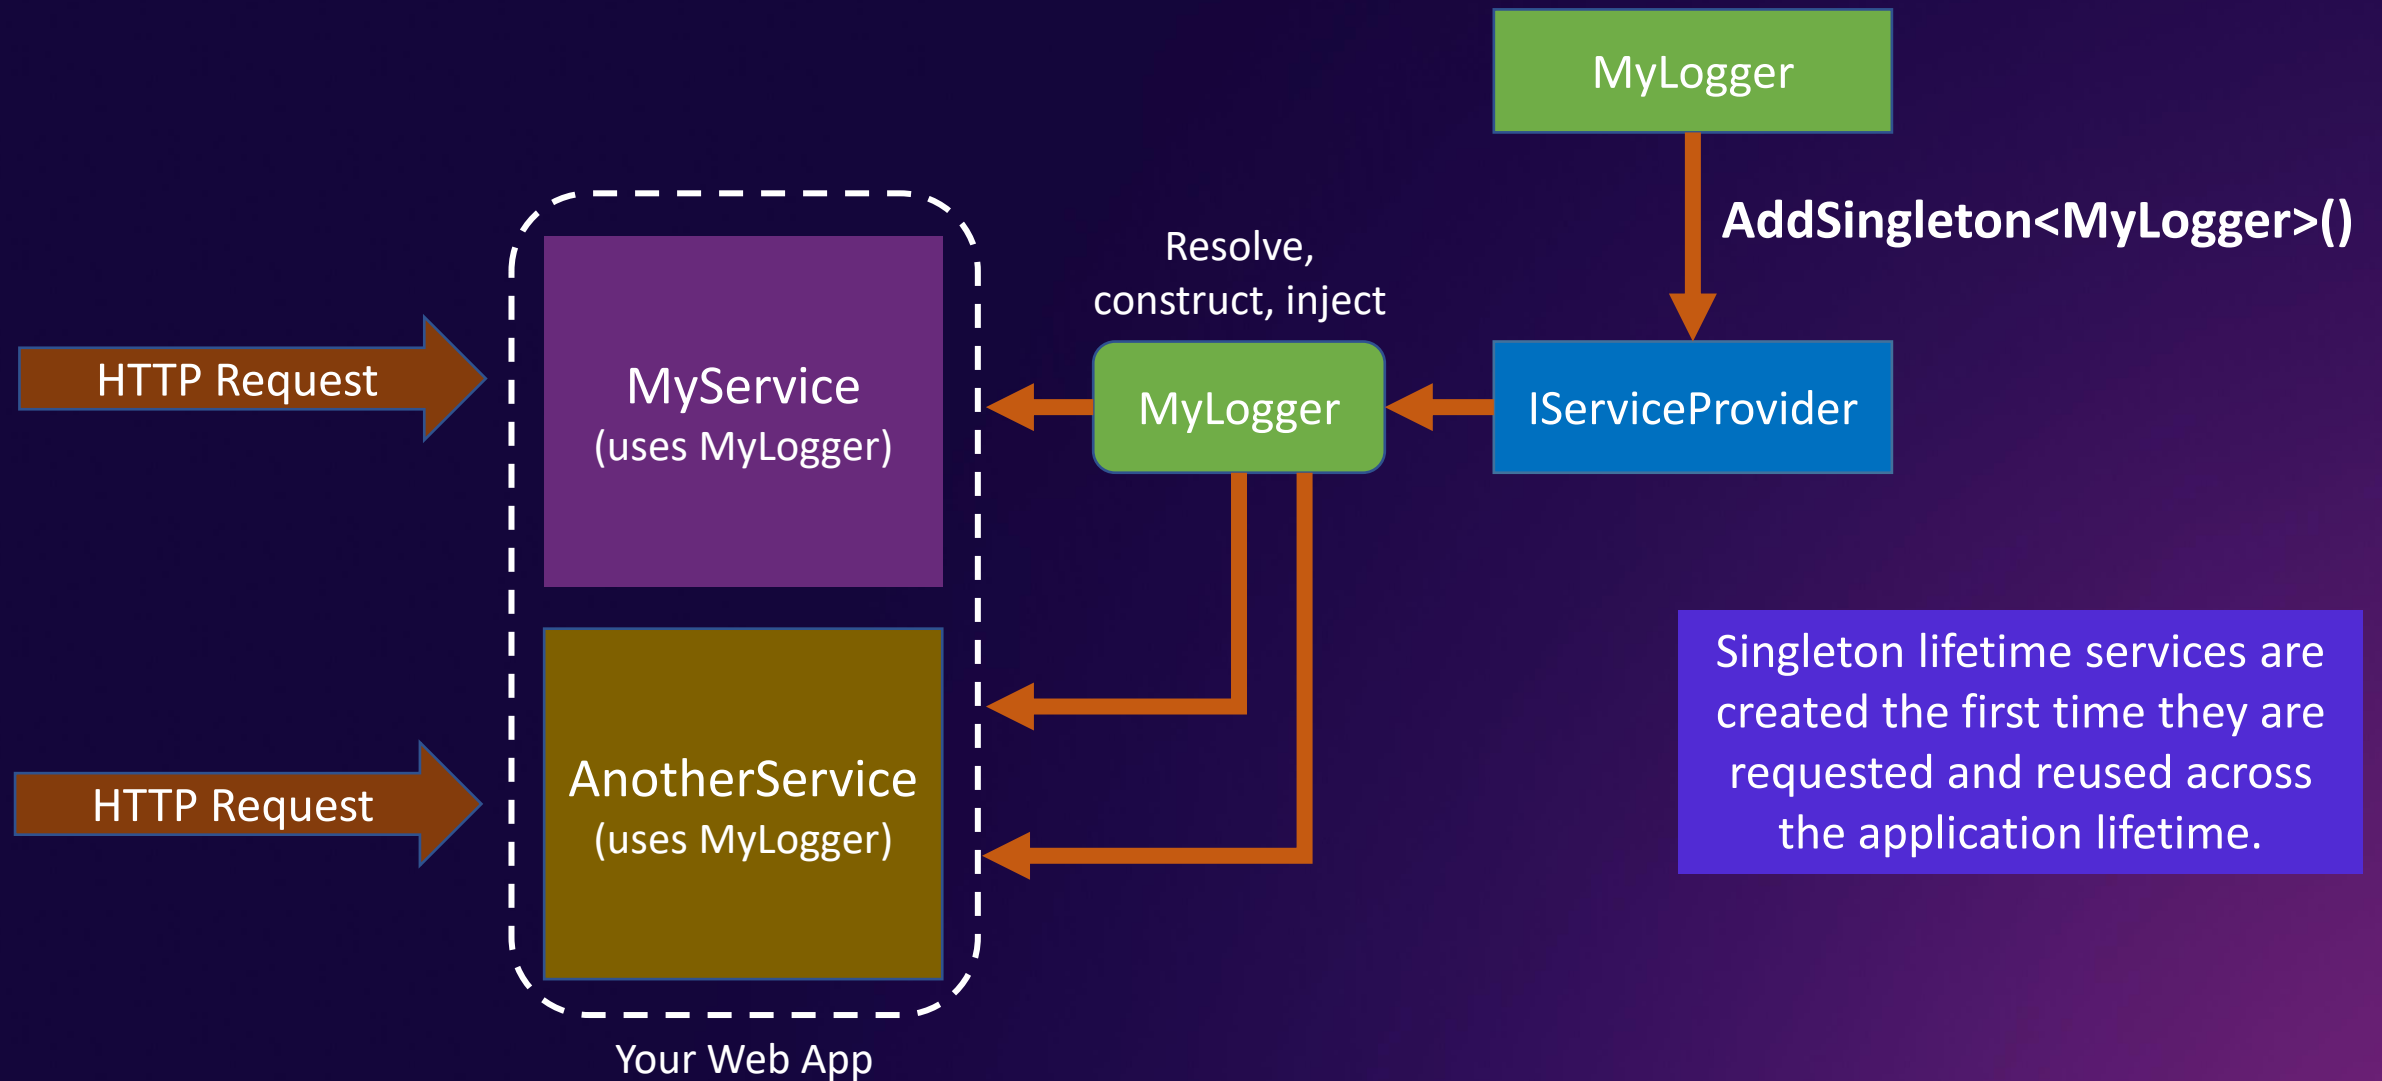 MyLogger
AddSingleton<MyLogger>()
Resolve,
construct, inject
HTTP Request
MyService
(uses MyLogger)
MyLogger
IServiceProvider
HTTP Request
AnotherService
(uses MyLogger)
Singleton lifetime services are
created the first time they are
requested and reused across
the application lifetime.
Your Web App